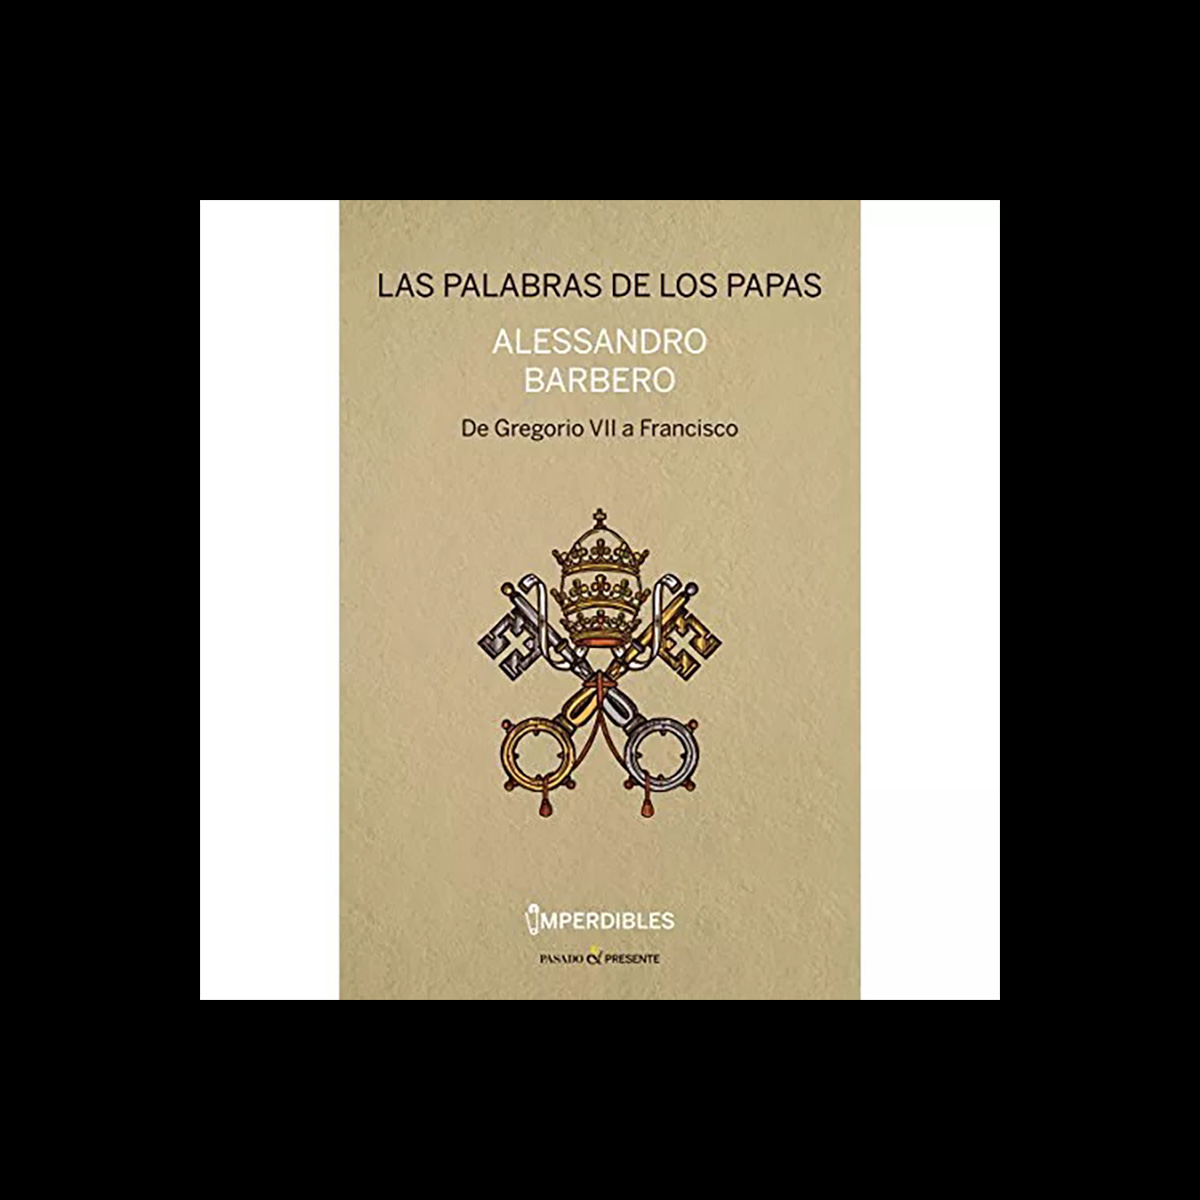 LAS PALABRAS DE LOS PAPAS
ALESSANDRO
BARBERO
De Gregorio VII a Francisco
IMPERDIBLES
PASADO & PRESENTE